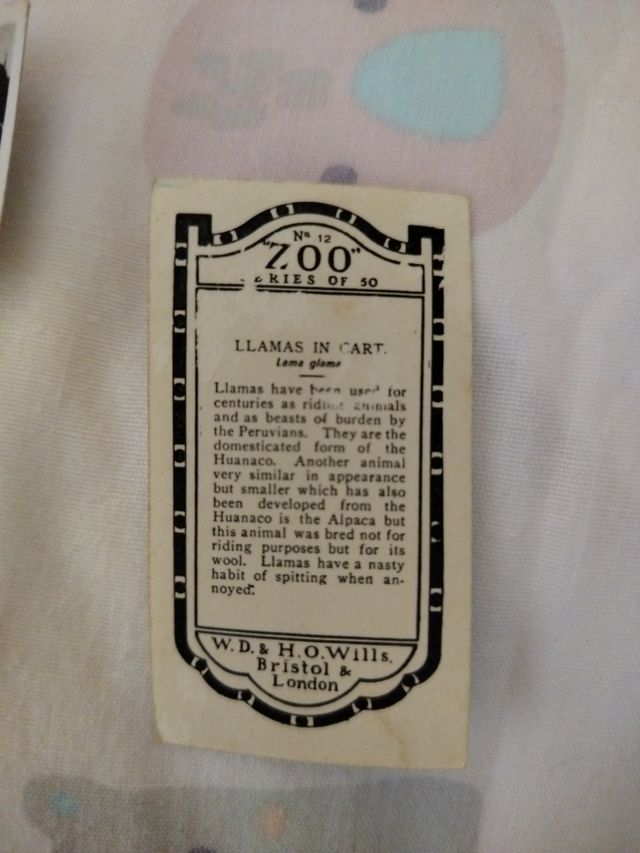 No 12
"ZOO"
SERIES OF 50
LLAMAS IN CART.
Lama glama
Llamas have been used for
centuries as riding animals
and as beasts of burden by
the Peruvians. They are the
domesticated form of the
Huanaco. Another animal
very similar in appearance
but smaller which has also
been developed from the
Huanaco is the Alpaca but
this animal was bred not for
riding purposes but for its
wool. Llamas have a nasty
habit of spitting when an-
noyed.
W.D. & H.O. Wills,
Bristol &
London